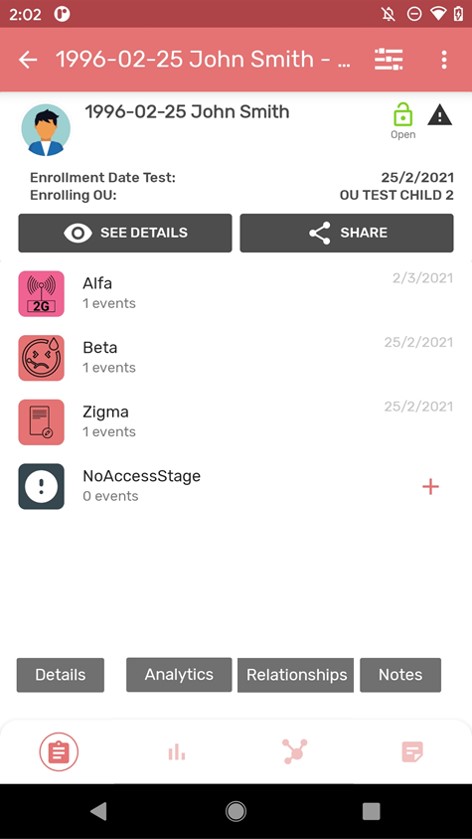 2:02
1996-02-25 John Smith - ...
1996-02-25 John Smith
Open
Enrollment Date Test: 25/2/2021
Enrolling OU: OU TEST CHILD 2
SEE DETAILS SHARE
Alfa 2/3/2021
1 events
2G
Beta 25/2/2021
1 events
Zigma 25/2/2021
1 events
NoAccessStage
0 events
Details Analytics Relationships Notes